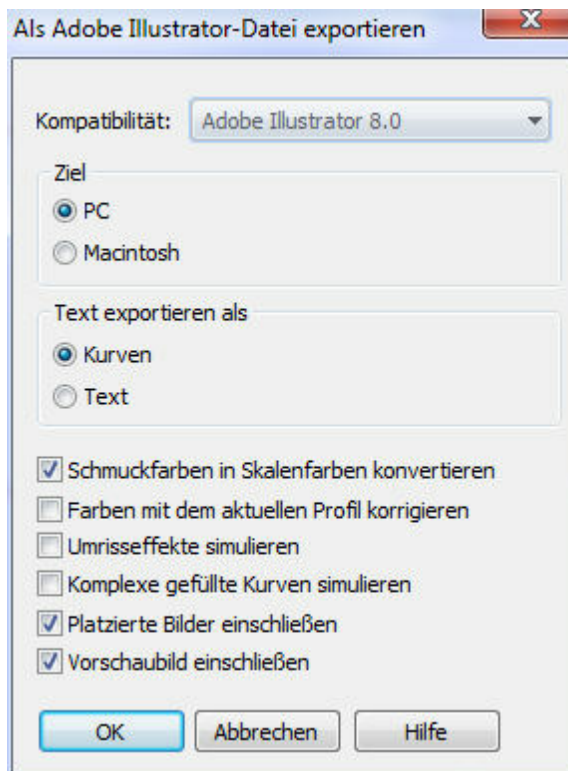 Als Adobe Illustrator-Datei exportieren
Kompatibilität: Adobe Illustrator 8.0
Ziel
PC
Macintosh
Text exportieren als
Kurven
Text
Schmuckfarben in Skalenfarben konvertieren
Farben mit dem aktuellen Profil korrigieren
Umrisseffekte simulieren
Komplexe gefüllte Kurven simulieren
Platzierte Bilder einschließen
Vorschaubild einschließen
OK Abbrechen Hilfe